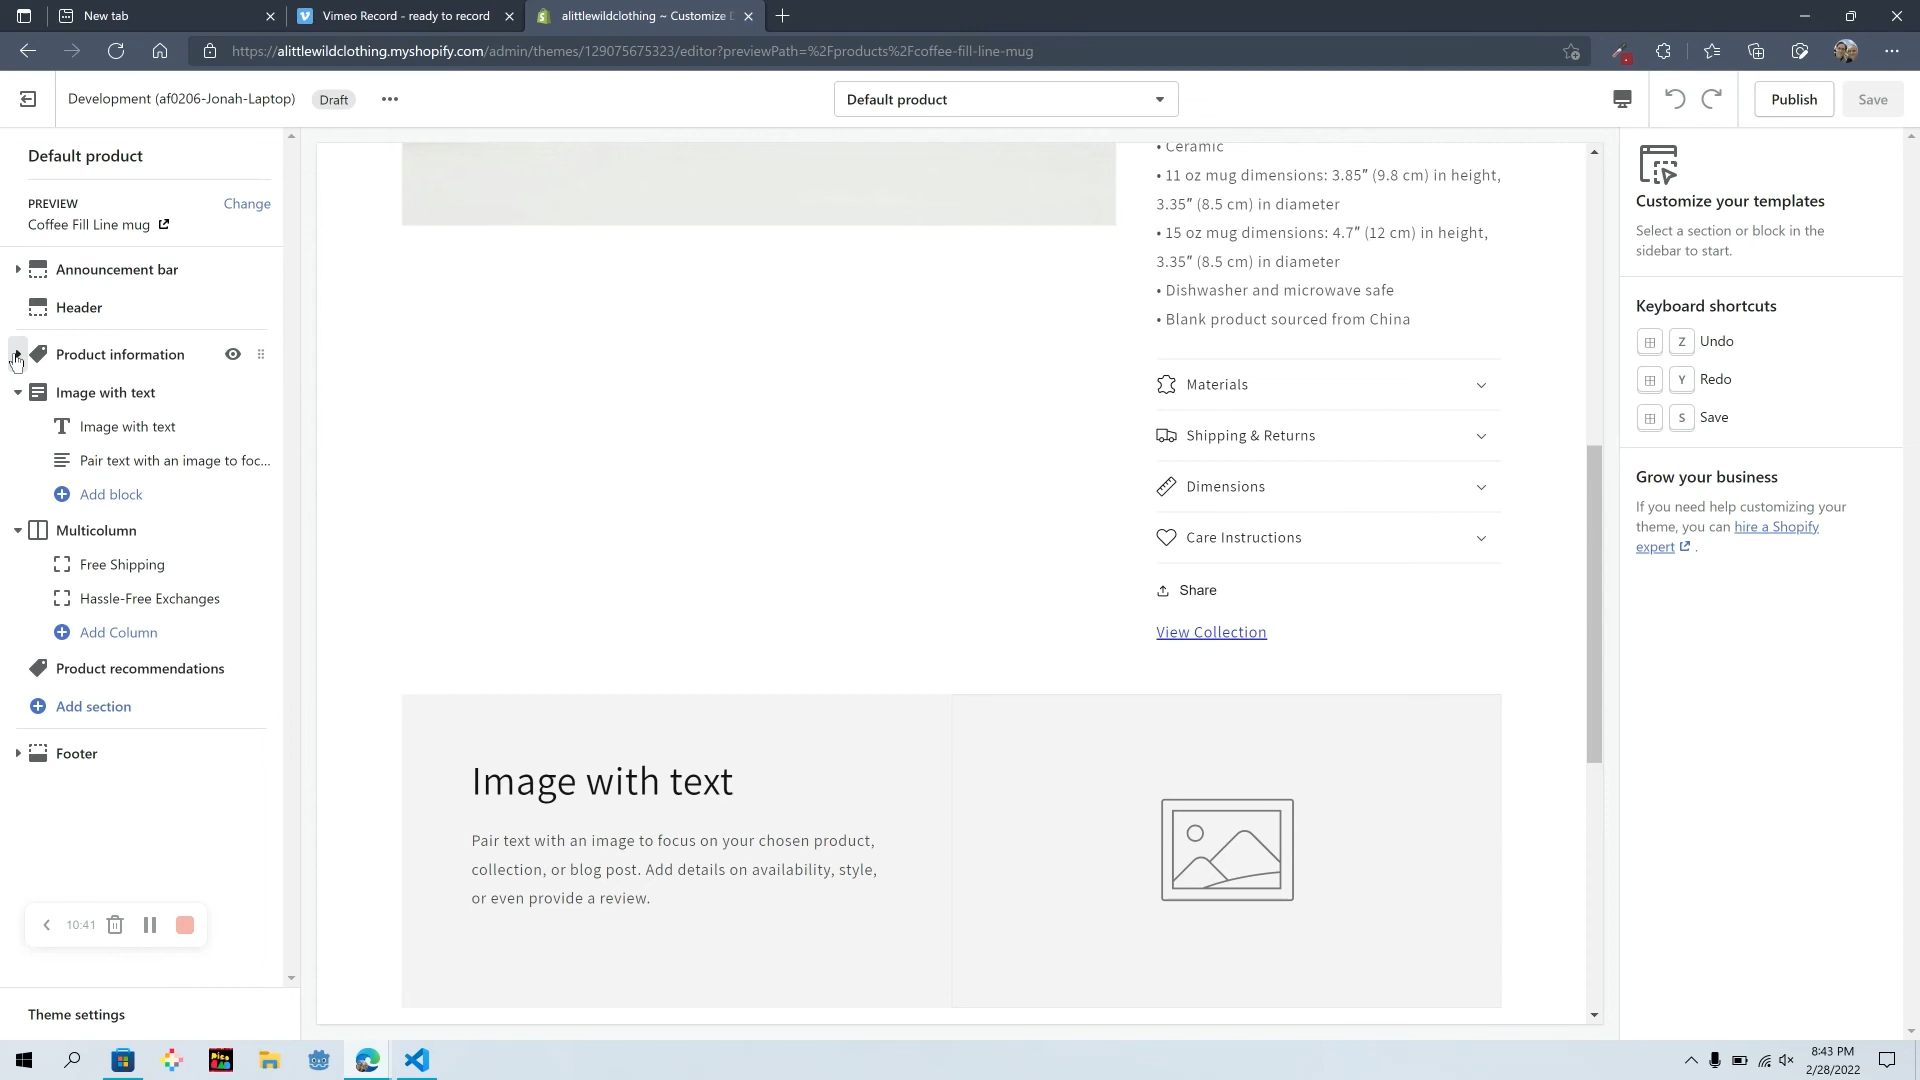 New tab
Vimeo Record - ready to record
alittlewildclothing ~ Customize D
https://alittlewildclothing.myshopify.com/admin/themes/129075675323/editor?previewPath=%2Fproducts%2Fcoffee-fill-line-mug
Development (af0206-Jonah-Laptop)
Draft
Default product
Publish
Save
Default product
PREVIEW
Change
Coffee Fill Line mug
Announcement bar
Header
Product information
Image with text
Image with text
Pair text with an image to foc...
Add block
Multicolumn
Free Shipping
Hassle-Free Exchanges
Add Column
Product recommendations
Add section
Footer
10:41
Theme settings
• Ceramic
• 11 oz mug dimensions: 3.85″ (9.8 cm) in height,
3.35″ (8.5 cm) in diameter
• 15 oz mug dimensions: 4.7″ (12 cm) in height,
3.35″ (8.5 cm) in diameter
• Dishwasher and microwave safe
• Blank product sourced from China
Materials
Shipping & Returns
Dimensions
Care Instructions
Share
View Collection
Image with text
Pair text with an image to focus on your chosen product,
collection, or blog post. Add details on availability, style,
or even provide a review.
Customize your templates
Select a section or block in the
sidebar to start.
Keyboard shortcuts
Z Undo
Y Redo
S Save
Grow your business
If you need help customizing your
theme, you can hire a Shopify
expert .
8:43 PM
2/28/2022